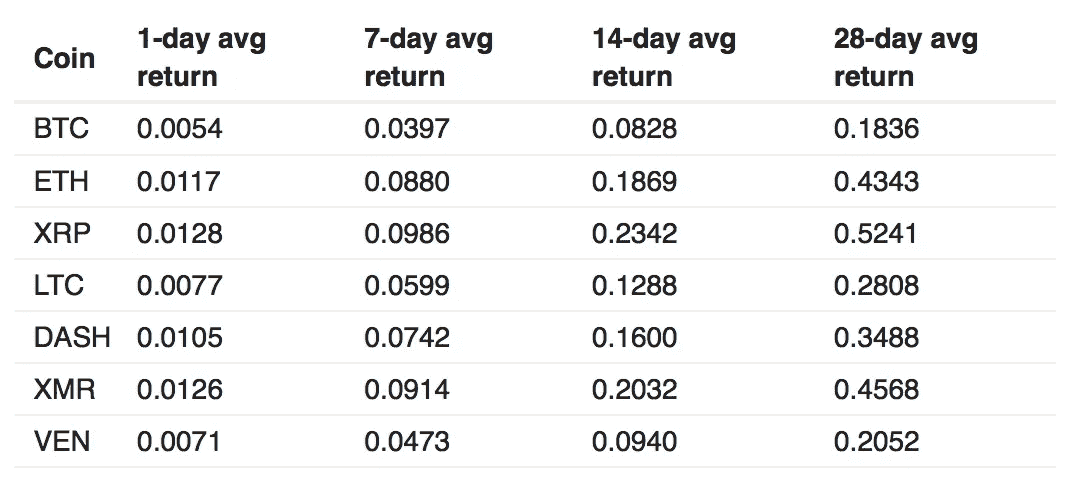 Coin 1-day avg return 7-day avg return 14-day avg return 28-day avg return
BTC 0.0054 0.0397 0.0828 0.1836
ETH 0.0117 0.0880 0.1869 0.4343
XRP 0.0128 0.0986 0.2342 0.5241
LTC 0.0077 0.0599 0.1288 0.2808
DASH 0.0105 0.0742 0.1600 0.3488
XMR 0.0126 0.0914 0.2032 0.4568
VEN 0.0071 0.0473 0.0940 0.2052